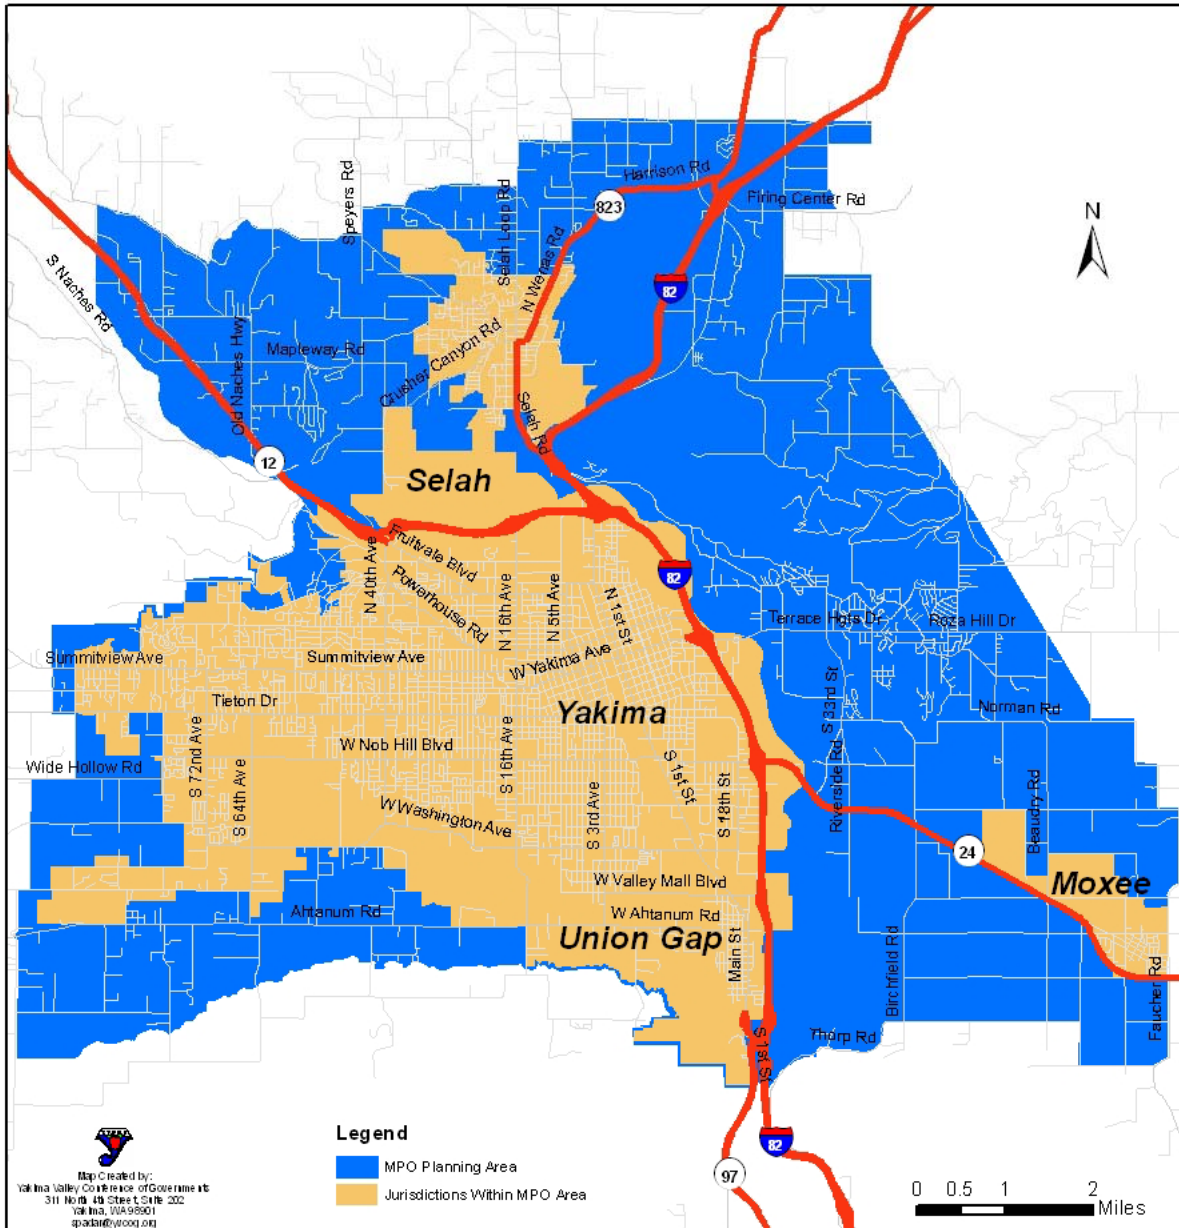 Harrison Rd
Firing Center Rd
823
Speyers Rd
Selah Loop Rd
N Wenas Rd
N
82
S Naches Rd
Old Naches Hwy
Mapleway Rd
Crusher Canyon Rd
Selah Rd
12
Selah
Fruitvale Blvd
N 40th Ave
Powerhouse Rd
N 16th Ave
N 5th Ave
N 1st St
82
Terrace Hgts Dr
Roza Hill Dr
Summitview Ave
Summitview Ave
W Yakima Ave
Tieton Dr
Yakima
S 33rd St
Norman Rd
S 72nd Ave
W Nob Hill Blvd
S 16th Ave
S 1st St
Wide Hollow Rd
S 64th Ave
S 18th St
Riverside Rd
Beaudry Rd
W Washington Ave
S 3rd Ave
24
W Valley Mall Blvd
Moxee
Ahtanum Rd
W Ahtanum Rd
Union Gap
Main St
Birchfield Rd
Faucher Rd
Thorp Rd
S 1st St
82
97
Map Created by:
Yakima Valley Conference of Governments
311 North 4th Street, Suite 202
Yakima, WA 98901
Legend
MPO Planning Area
Jurisdictions Within MPO Area
0 0.5 1 2
Miles